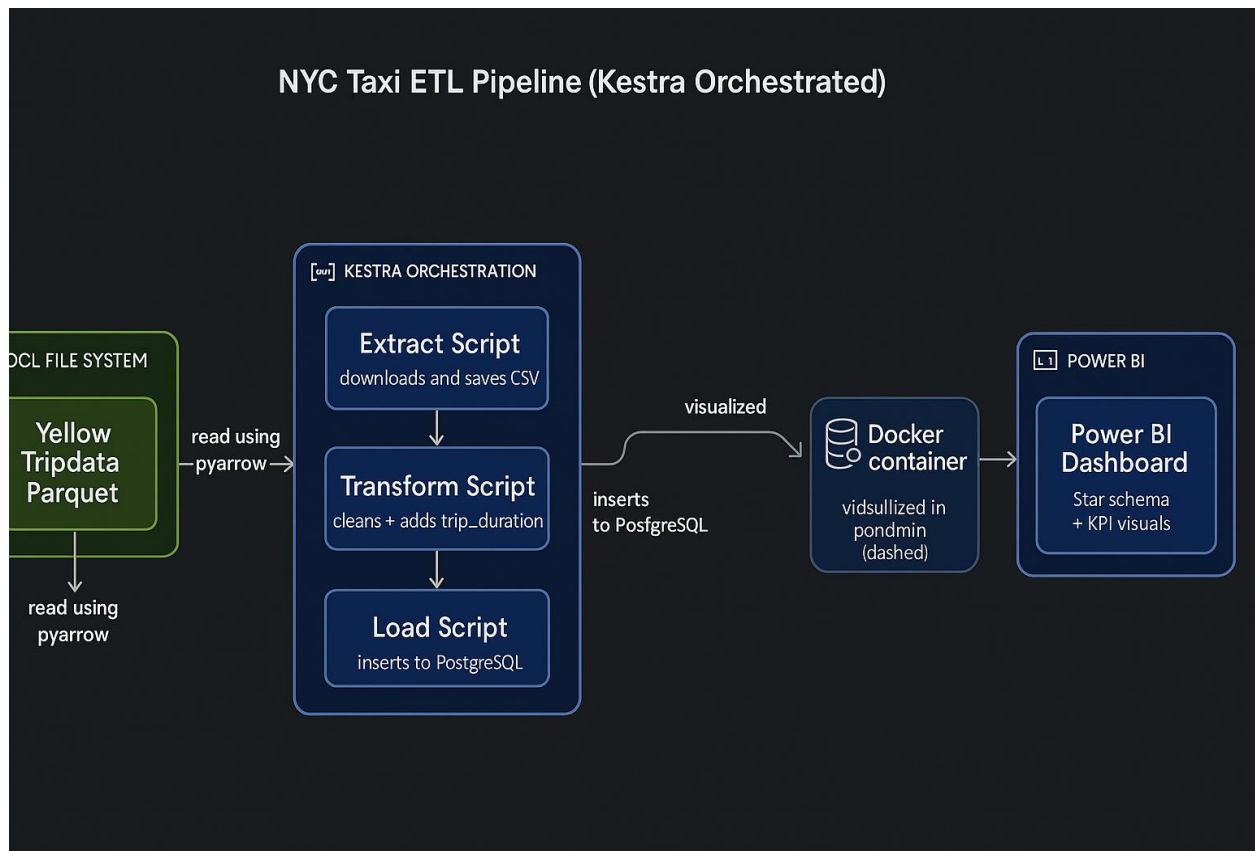 NYC Taxi ETL Pipeline (Kestra Orchestrated)
OCL FILE SYSTEM
Yellow
Tripdata
Parquet
read using
pyarrow
read using
pyarrow
KESTRA ORCHESTRATION
Extract Script
downloads and saves CSV
Transform Script
cleans + adds trip_duration
Load Script
inserts to PostgreSQL
visualized
inserts
to PosfgreSQL
Docker
container
vidsullized in
pondmin
(dashed)
L 1 POWER BI
Power BI
Dashboard
Star schema
+ KPI visuals